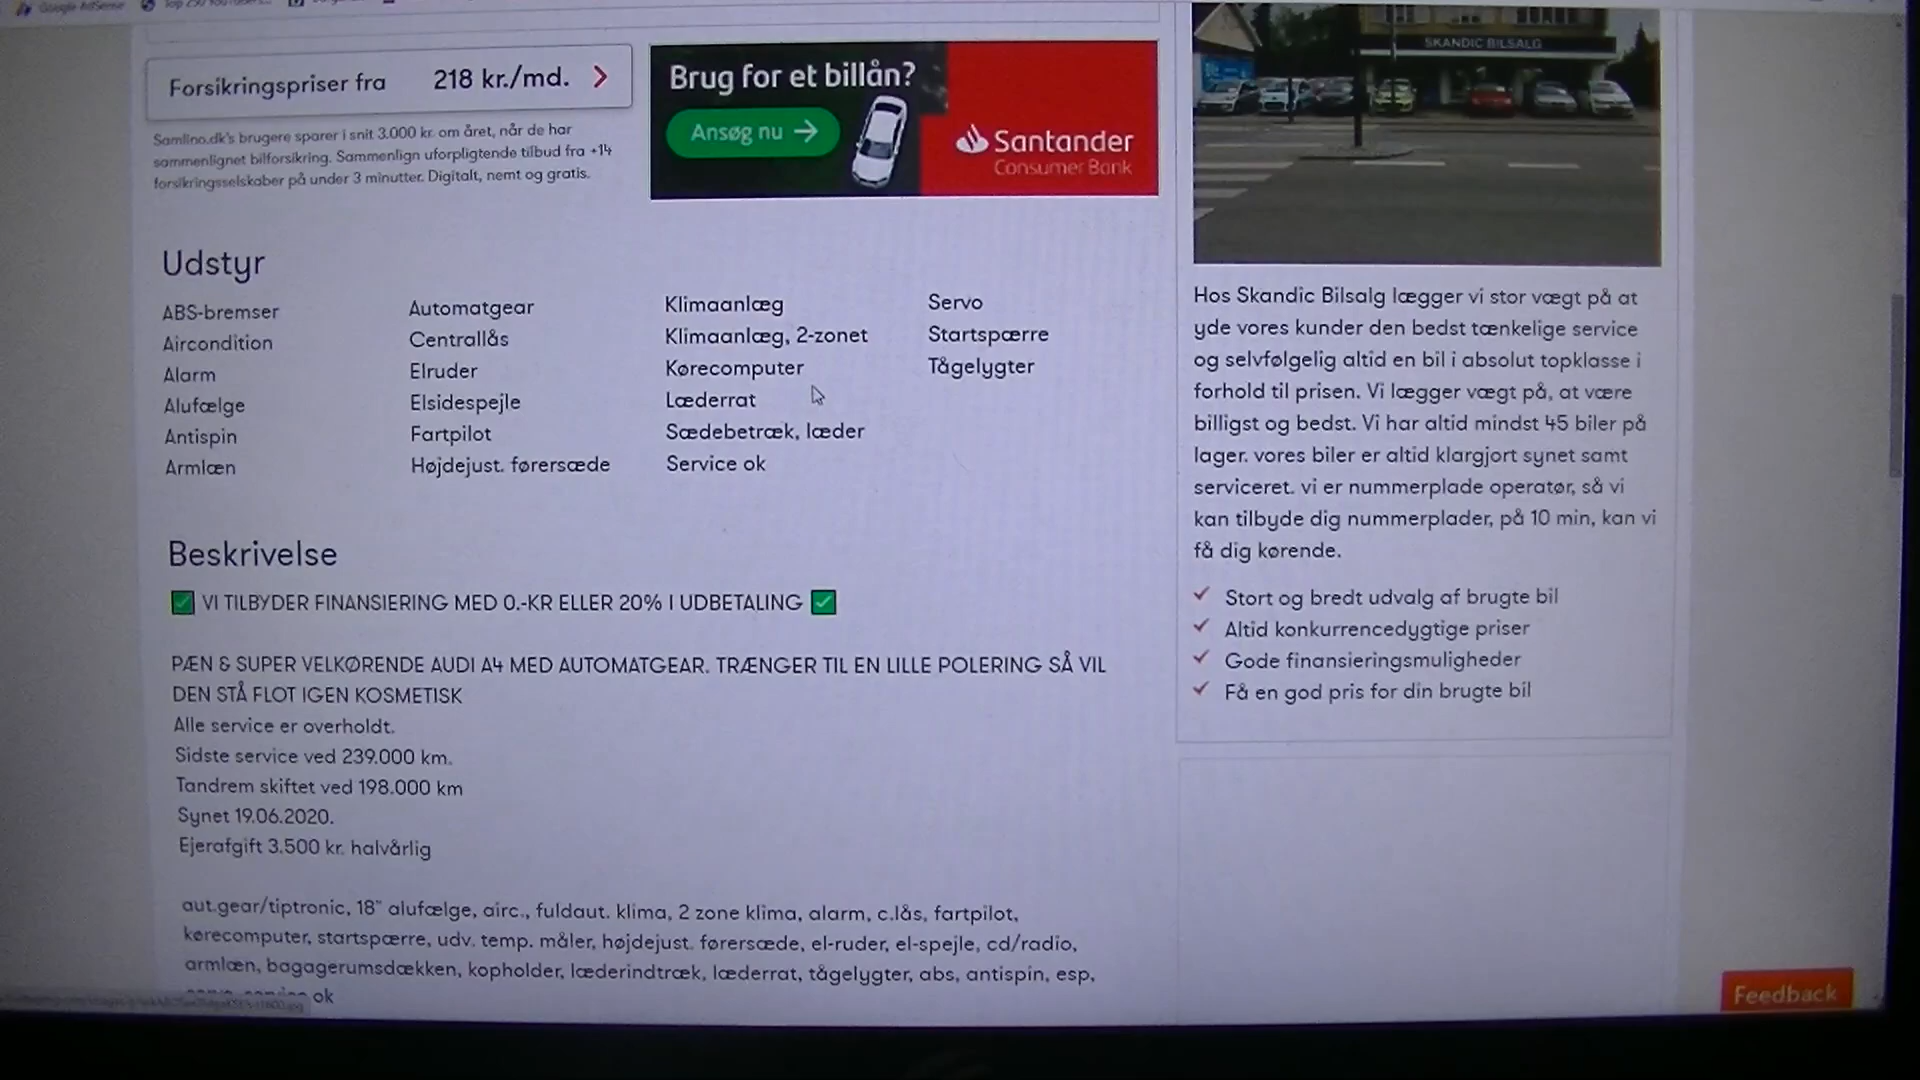 Google AdSense
Forsikringspriser fra 218 kr./md.
Samlino.dk's brugere sparer i snit 3.000 kr. om året, når de har
sammenlignet bilforsikring. Sammenlign uforpligtende tilbud fra +14
forsikringsselskaber på under 3 minutter. Digitalt, nemt og gratis.
Brug for et billån?
Ansøg nu →
Santander
Consumer Bank
Udstyr
ABS-bremser
Aircondition
Alarm
Alufælge
Antispin
Armlæn
Automatgear
Centrallås
Elruder
Elsidespejle
Fartpilot
Højdejust. førersæde
Klimaanlæg
Klimaanlæg, 2-zonet
Kørecomputer
Læderrat
Sædebetræk, læder
Service ok
Servo
Startspærre
Tågelygter
Beskrivelse
✅ VI TILBYDER FINANSIERING MED 0.-KR ELLER 20% I UDBETALING ✅
PÆN & SUPER VELKØRENDE AUDI A4 MED AUTOMATGEAR. TRÆNGER TIL EN LILLE POLERING SÅ VIL
DEN STÅ FLOT IGEN KOSMETISK
Alle service er overholdt.
Sidste service ved 239.000 km.
Tandrem skiftet ved 198.000 km
Synet 19.06.2020.
Ejerafgift 3.500 kr. halvårlig
aut.gear/tiptronic, 18" alufælge, airc., fuldaut. klima, 2 zone klima, alarm, c.lås, fartpilot,
kørecomputer, startspærre, udv. temp. måler, højdejust. førersæde, el-ruder, el-spejle, cd/radio,
armlæn, bagagerumsdækken, kopholder, læderindtræk, læderrat, tågelygter, abs, antispin, esp,
ok
SKANDIC BILSALG
Hos Skandic Bilsalg lægger vi stor vægt på at
yde vores kunder den bedst tænkelige service
og selvfølgelig altid en bil i absolut topklasse i
forhold til prisen. Vi lægger vægt på, at være
billigst og bedst. Vi har altid mindst 45 biler på
lager. vores biler er altid klargjort synet samt
serviceret. vi er nummerplade operatør, så vi
kan tilbyde dig nummerplader, på 10 min, kan vi
få dig kørende.
✓ Stort og bredt udvalg af brugte bil
✓ Altid konkurrencedygtige priser
✓ Gode finansieringsmuligheder
✓ Få en god pris for din brugte bil
Feedback